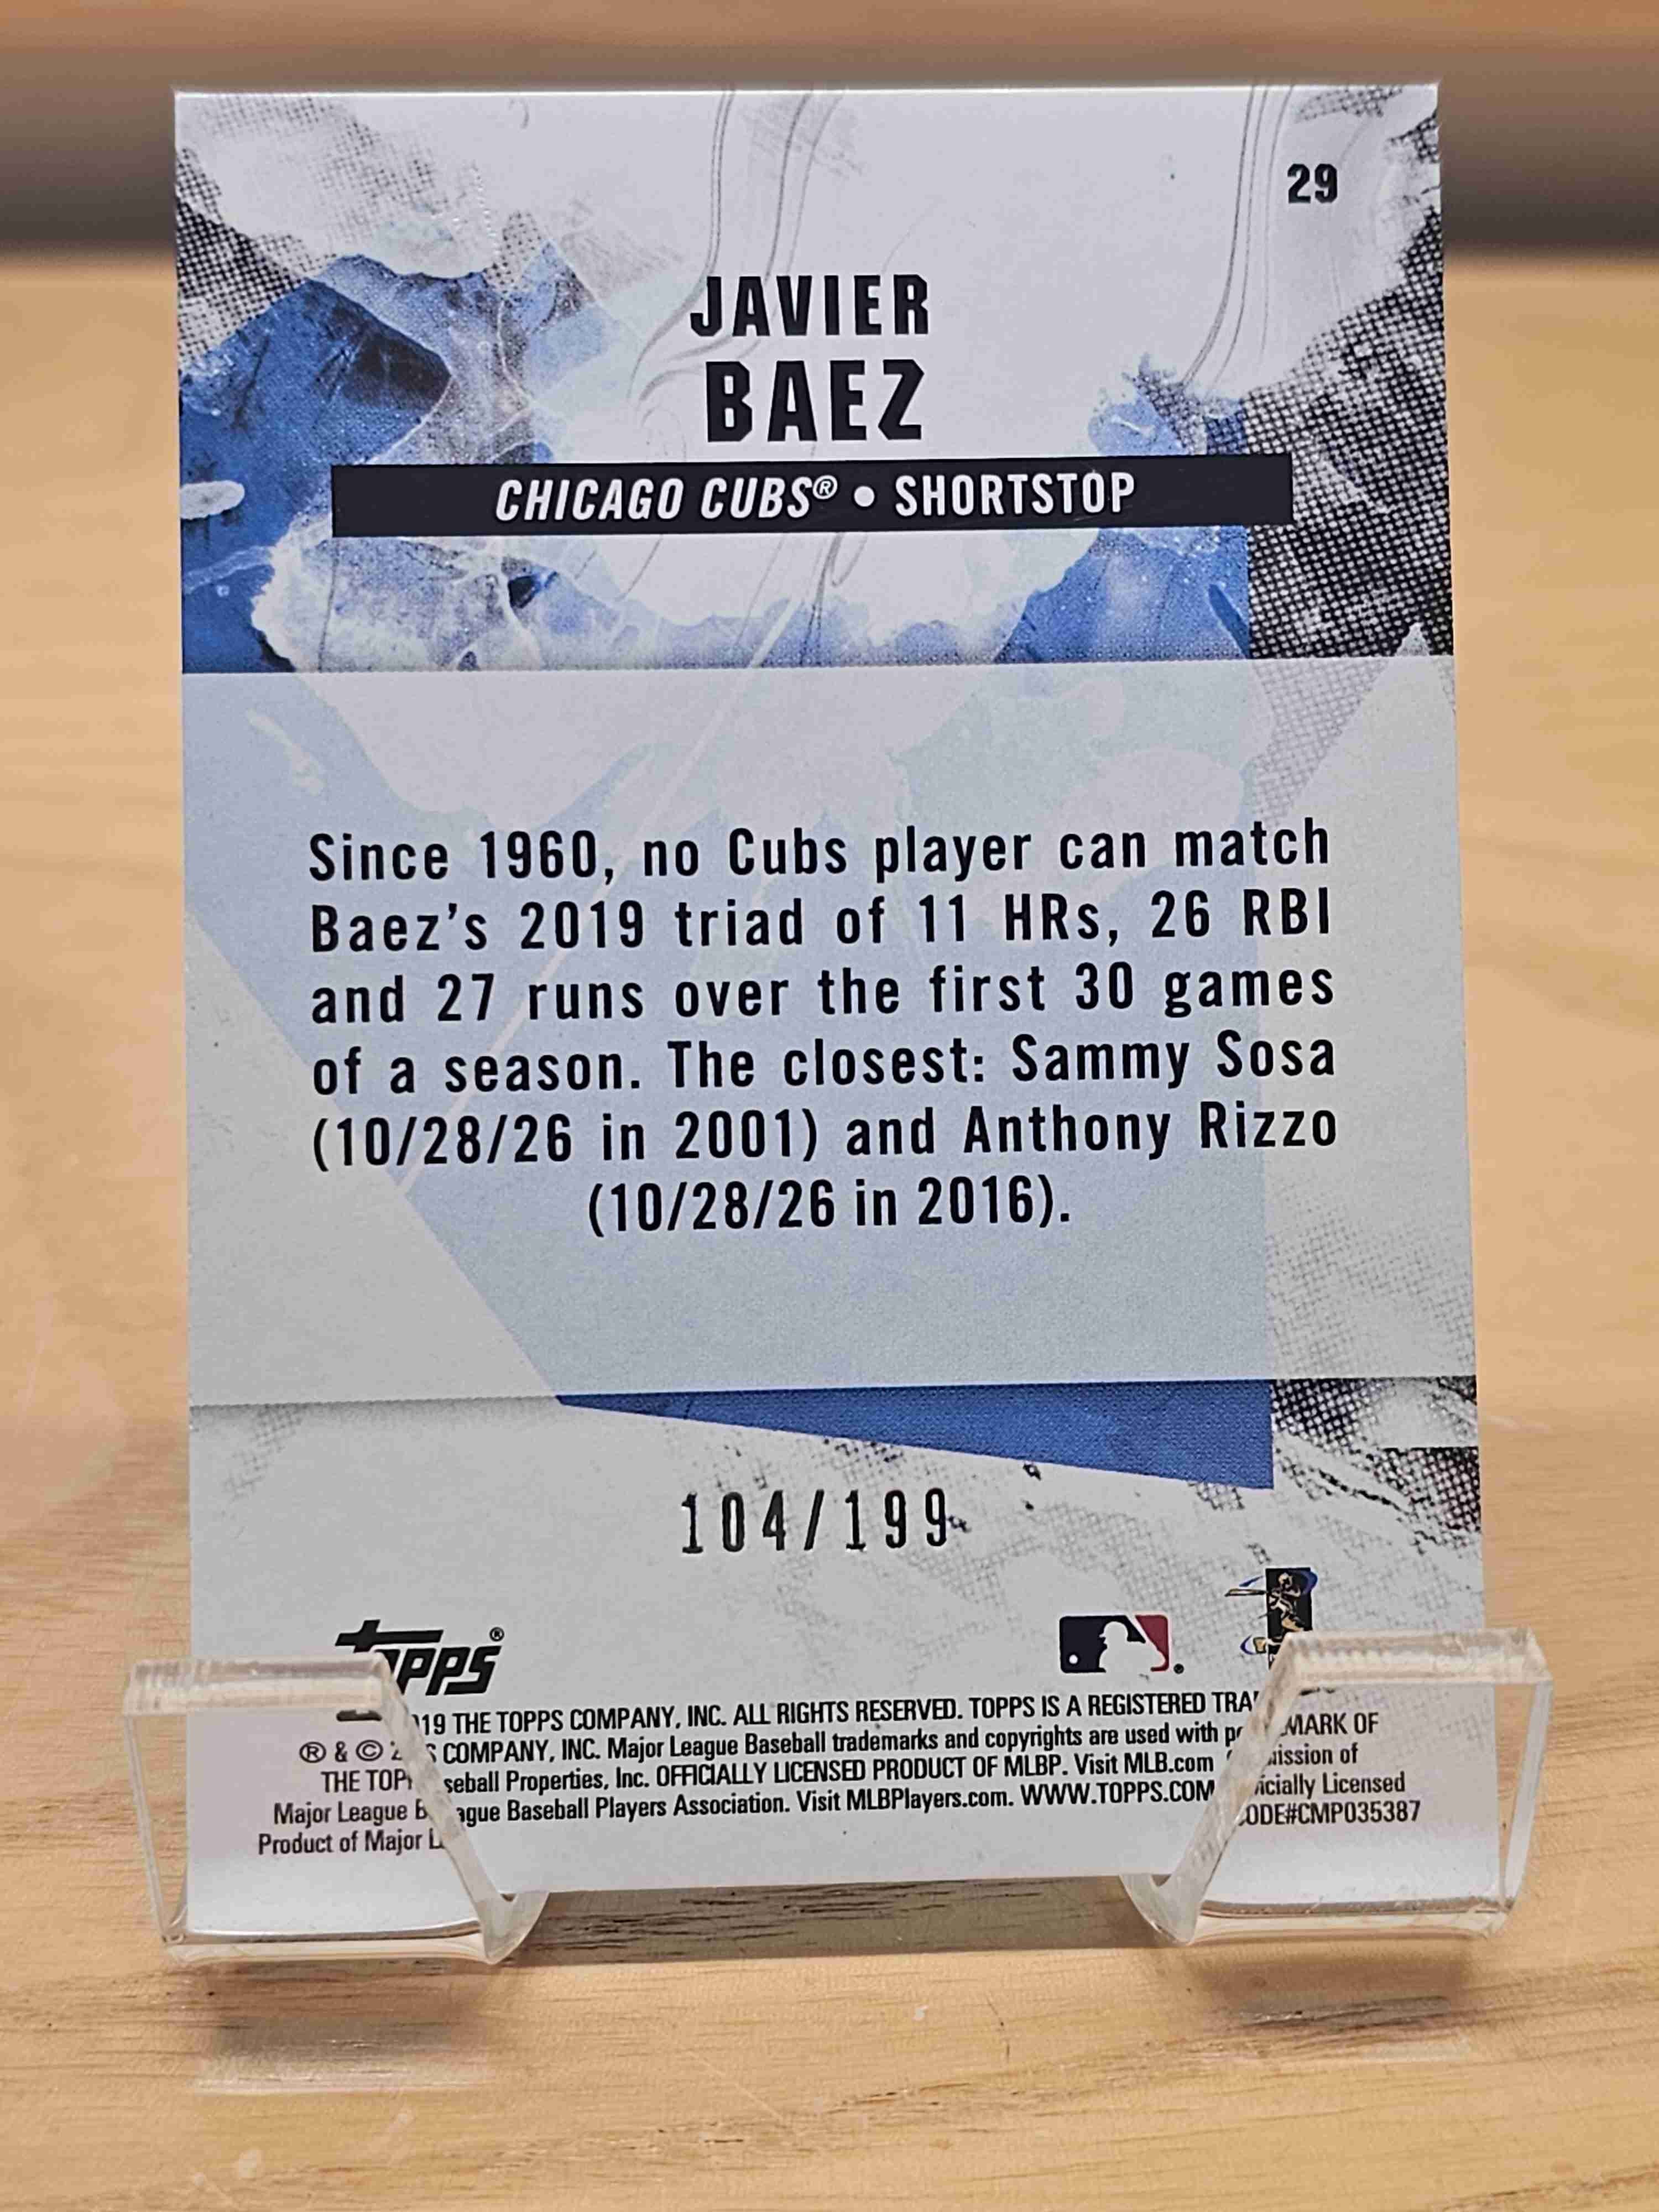 29
JAVIER
BAEZ
CHICAGO CUBS® • SHORTSTOP
Since 1960, no Cubs player can match
Baez's 2019 triad of 11 HRs, 26 RBI
and 27 runs over the first 30 games
of a season. The closest: Sammy Sosa
(10/28/26 in 2001) and Anthony Rizzo
(10/28/26 in 2016).
104/199
TOPPS®
® & © THE TOPPS COMPANY, INC. ALL RIGHTS RESERVED. TOPPS IS A REGISTERED TRADEMARK OF
THE TOPPS COMPANY, INC. Major League Baseball trademarks and copyrights are used with permission of
Major League Baseball Properties, Inc. OFFICIALLY LICENSED PRODUCT OF MLBP. Visit MLB.com Officially Licensed
Product of Major League Baseball Players Association. Visit MLBPlayers.com. WWW.TOPPS.COM CODE#CMP035387